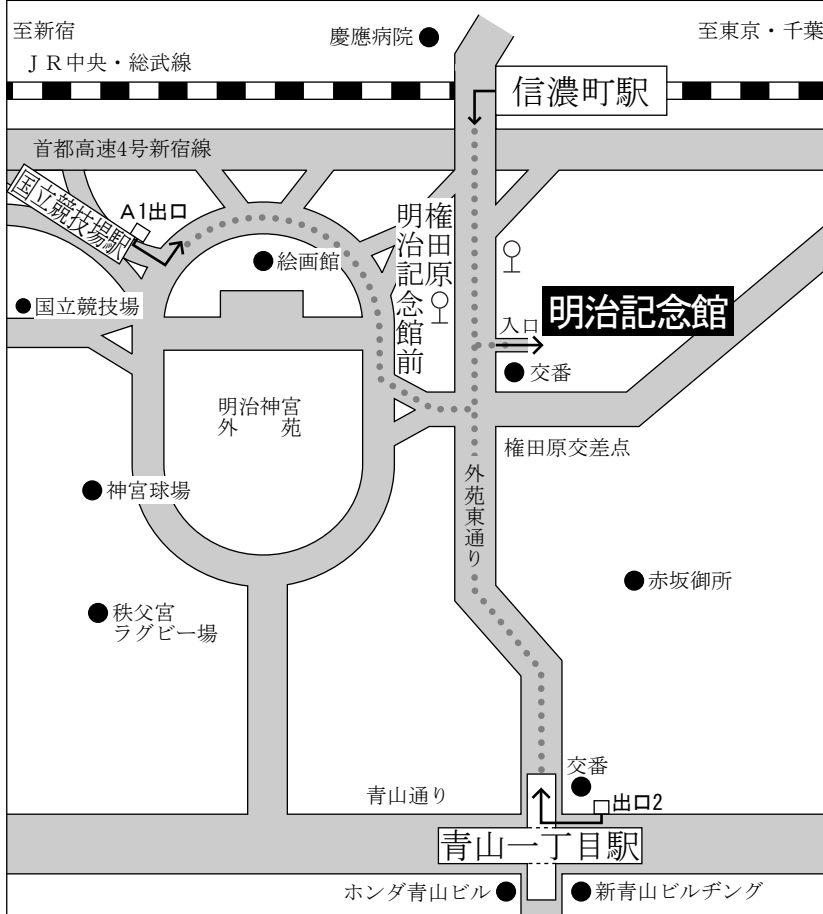 至新宿
慶應病院
至東京・千葉
JR中央・総武線
信濃町駅
首都高速4号新宿線
国立競技場駅
A1出口
権田原
明治記念館前
絵画館
国立競技場
入口
明治記念館
交番
明治神宮
外　苑
権田原交差点
神宮球場
外苑東通り
赤坂御所
秩父宮
ラグビー場
交番
青山通り
出口2
青山一丁目駅
ホンダ青山ビル
新青山ビルヂング